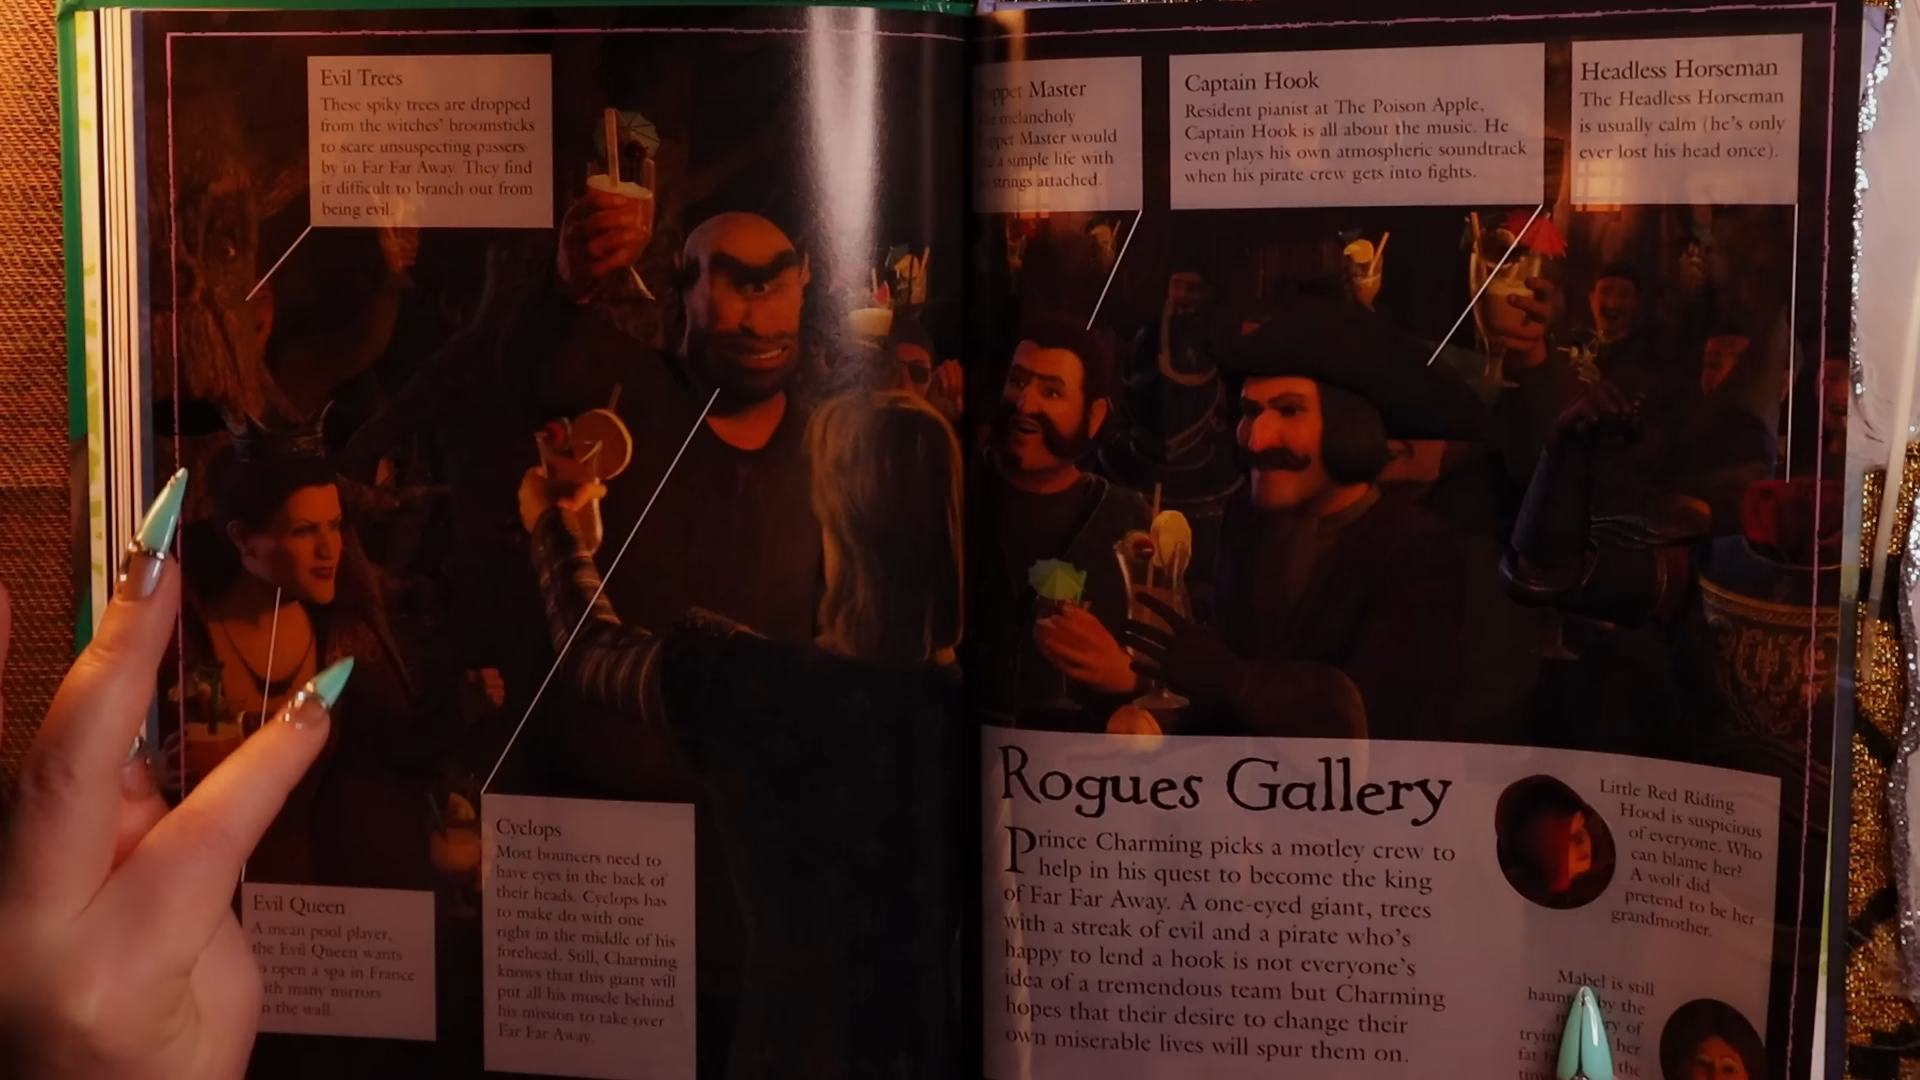 Evil Trees
These spiky trees are dropped
from the witches' broomsticks
to scare unsuspecting passers-
by in Far Far Away. They find
it difficult to branch out from
being evil.
Evil Queen
A mean pool player,
the Evil Queen wants
open a spa in France
many mirrors
the wall.
Cyclops
Most bouncers need to
have eyes in the back of
their heads. Cyclops has
to make do with one
right in the middle of his
forehead. Still, Charming
knows that this giant will
put all his muscle behind
his mission to take over
Far Far Away.
Master
melancholy
Master would
a simple life with
strings attached.
Captain Hook
Resident pianist at The Poison Apple,
Captain Hook is all about the music. He
even plays his own atmospheric soundtrack
when his pirate crew gets into fights.
Headless Horseman
The Headless Horseman
is usually calm (he's only
ever lost his head once).
Rogues Gallery
Prince Charming picks a motley crew to
help in his quest to become the king
of Far Far Away. A one-eyed giant, trees
with a streak of evil and a pirate who's
happy to lend a hook is not everyone's
idea of a tremendous team but Charming
hopes that their desire to change their
own miserable lives will spur them on.
Little Red Riding
Hood is suspicious
of everyone. Who
can blame her?
A wolf did
pretend to be her
grandmother.
Mabel is still
by the
of
her
the